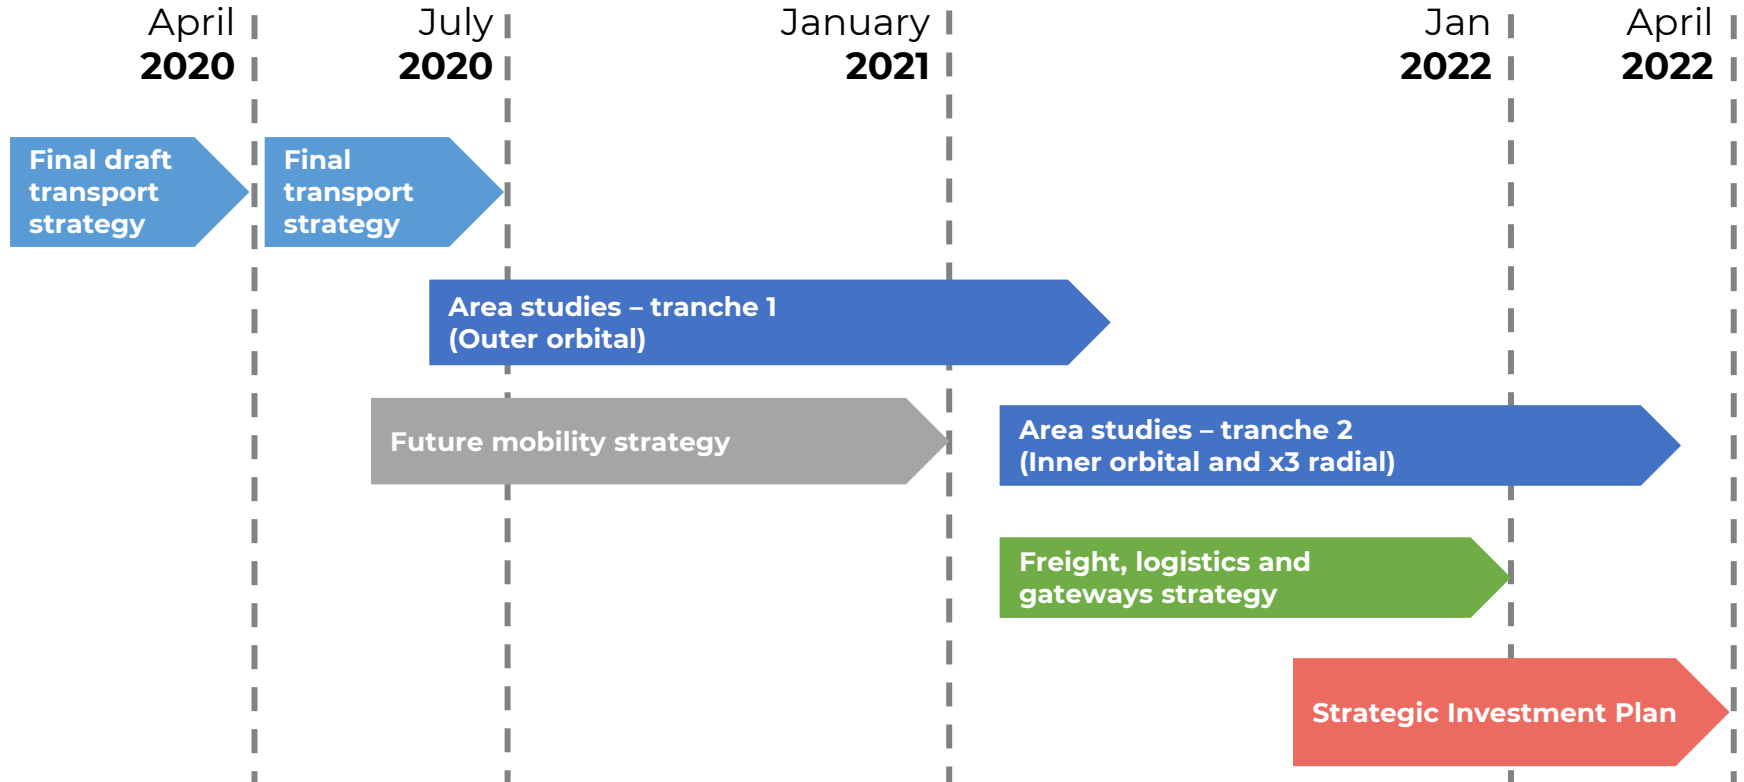 April
2020
July
2020
January
2021
Jan
2022
April
2022
Final draft
transport
strategy
Final
transport
strategy
Area studies – tranche 1
(Outer orbital)
Future mobility strategy
Area studies – tranche 2
(Inner orbital and x3 radial)
Freight, logistics and
gateways strategy
Strategic Investment Plan